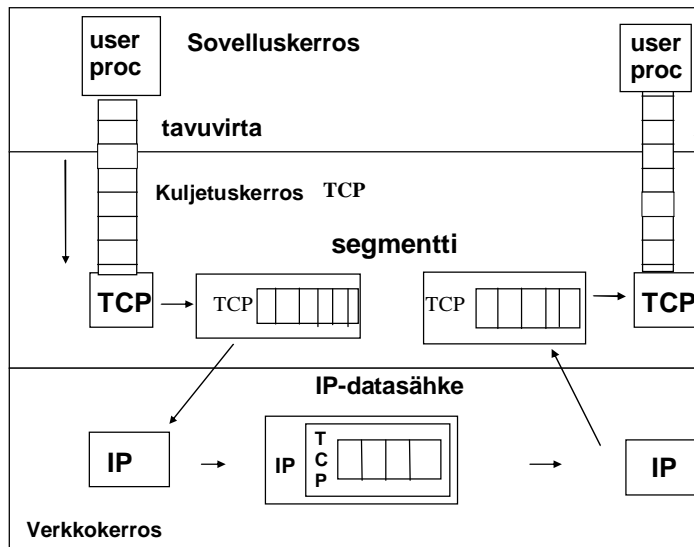 user
proc
Sovelluskerros
user
proc
tavuvirta
Kuljetuskerros TCP
segmentti
TCP
TCP
TCP
TCP
IP-datasähke
IP
IP
T
C
P
IP
Verkkokerros